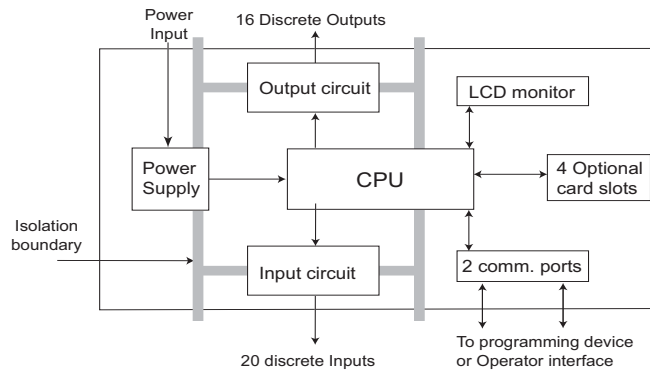 Power
Input
16 Discrete Outputs
Output circuit
LCD monitor
Power
Supply
CPU
4 Optional
card slots
Isolation
boundary
Input circuit
2 comm. ports
20 discrete Inputs
To programming device
or Operator interface